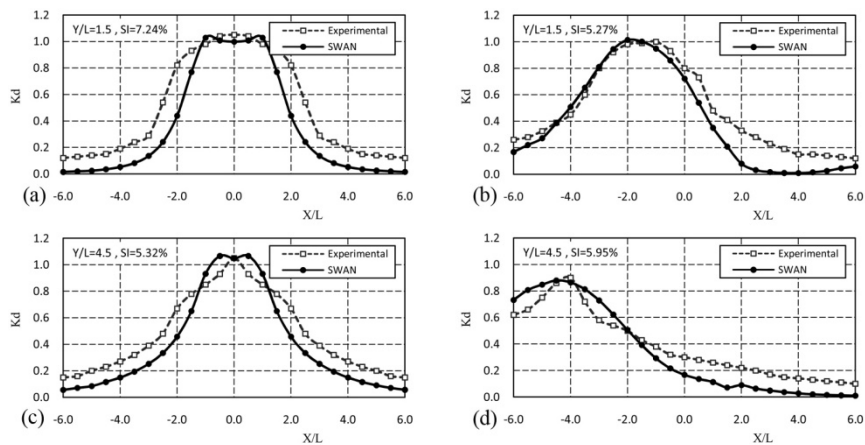 Y/L=1.5 , SI=7.24%
Experimental
SWAN
1.2
1.0
0.8
0.6
0.4
0.2
0.0
Kd
-6.0 -4.0 -2.0 0.0 2.0 4.0 6.0
X/L
(a)
Y/L=1.5 , SI=5.27%
Experimental
SWAN
1.2
1.0
0.8
0.6
0.4
0.2
0.0
Kd
-6.0 -4.0 -2.0 0.0 2.0 4.0 6.0
X/L
(b)
Y/L=4.5 , SI=5.32%
Experimental
SWAN
1.2
1.0
0.8
0.6
0.4
0.2
0.0
Kd
-6.0 -4.0 -2.0 0.0 2.0 4.0 6.0
X/L
(c)
Y/L=4.5 , SI=5.95%
Experimental
SWAN
1.2
1.0
0.8
0.6
0.4
0.2
0.0
Kd
-6.0 -4.0 -2.0 0.0 2.0 4.0 6.0
X/L
(d)